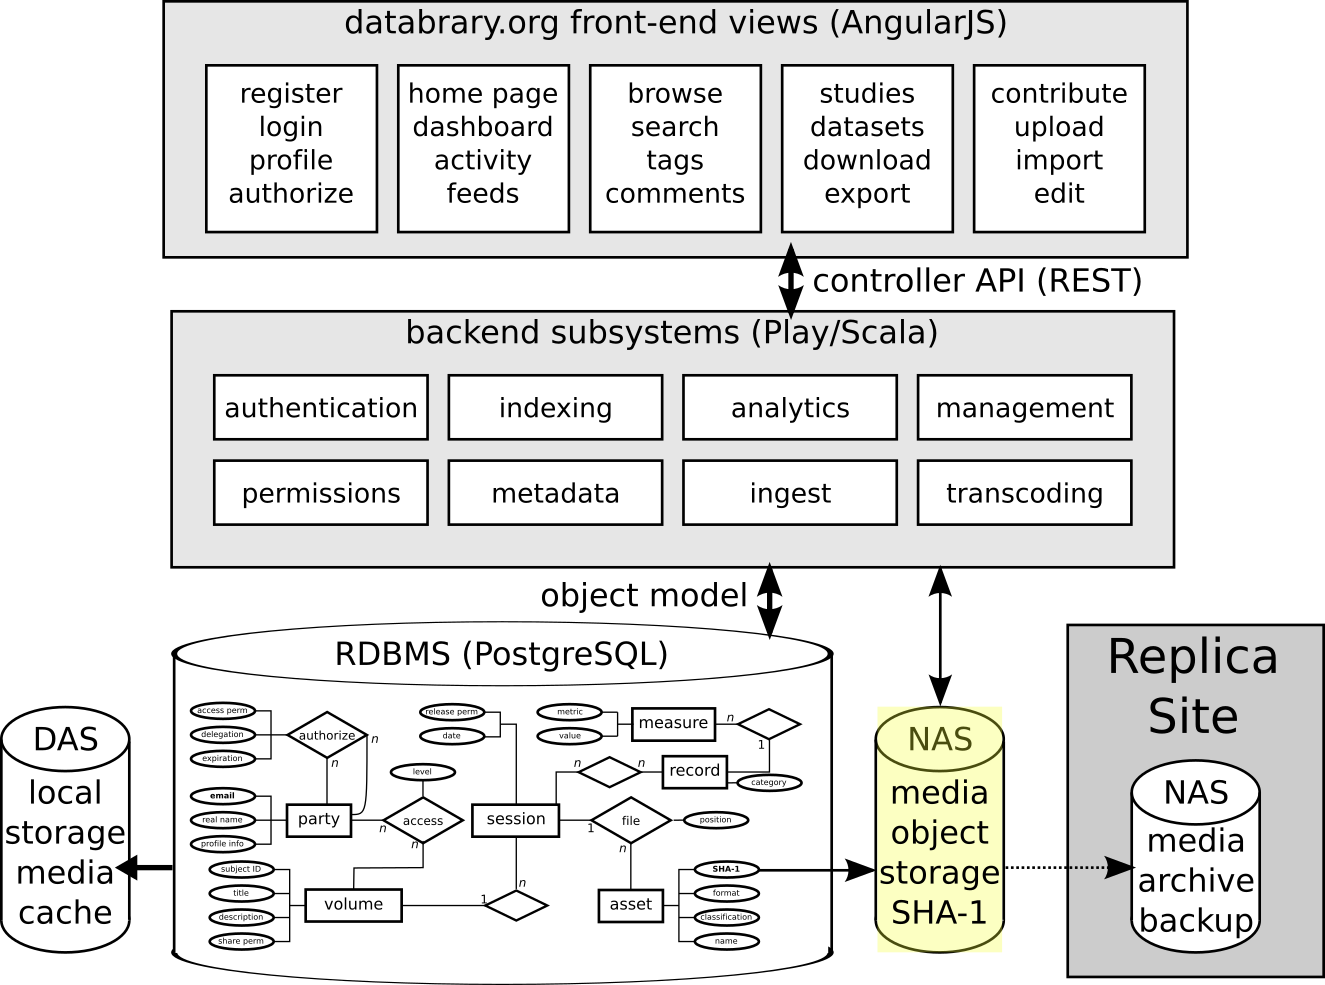 databrary.org front-end views (AngularJS)
register
login
profile
authorize
home page
dashboard
activity
feeds
browse
search
tags
comments
studies
datasets
download
export
contribute
upload
import
edit
controller API (REST)
backend subsystems (Play/Scala)
authentication
indexing
analytics
management
permissions
metadata
ingest
transcoding
object model
RDBMS (PostgreSQL)
access perm
delegation
expiration
authorize
n
n
email
real name
profile info
party
n
level
access
n
release perm
date
session
metric
value
measure
n
1
n
n
record
category
1
file
n
position
subject ID
title
description
share perm
volume
1
n
asset
SHA-1
format
classification
name
DAS
local
storage
media
cache
NAS
media
object
storage
SHA-1
Replica
Site
NAS
media
archive
backup